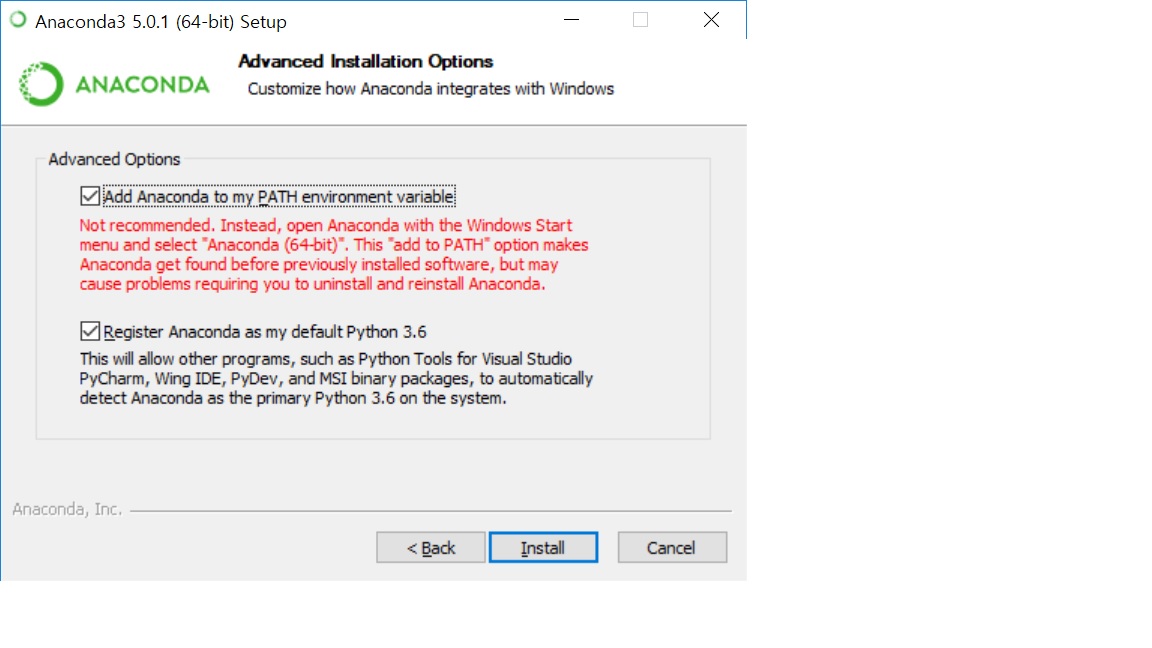 Anaconda3 5.0.1 (64-bit) Setup
ANACONDA
Advanced Installation Options
Customize how Anaconda integrates with Windows
Advanced Options
Add Anaconda to my PATH environment variable
Not recommended. Instead, open Anaconda with the Windows Start
menu and select "Anaconda (64-bit)". This "add to PATH" option makes
Anaconda get found before previously installed software, but may
cause problems requiring you to uninstall and reinstall Anaconda.
Register Anaconda as my default Python 3.6
This will allow other programs, such as Python Tools for Visual Studio
PyCharm, Wing IDE, PyDev, and MSI binary packages, to automatically
detect Anaconda as the primary Python 3.6 on the system.
Anaconda, Inc.
< Back Install Cancel